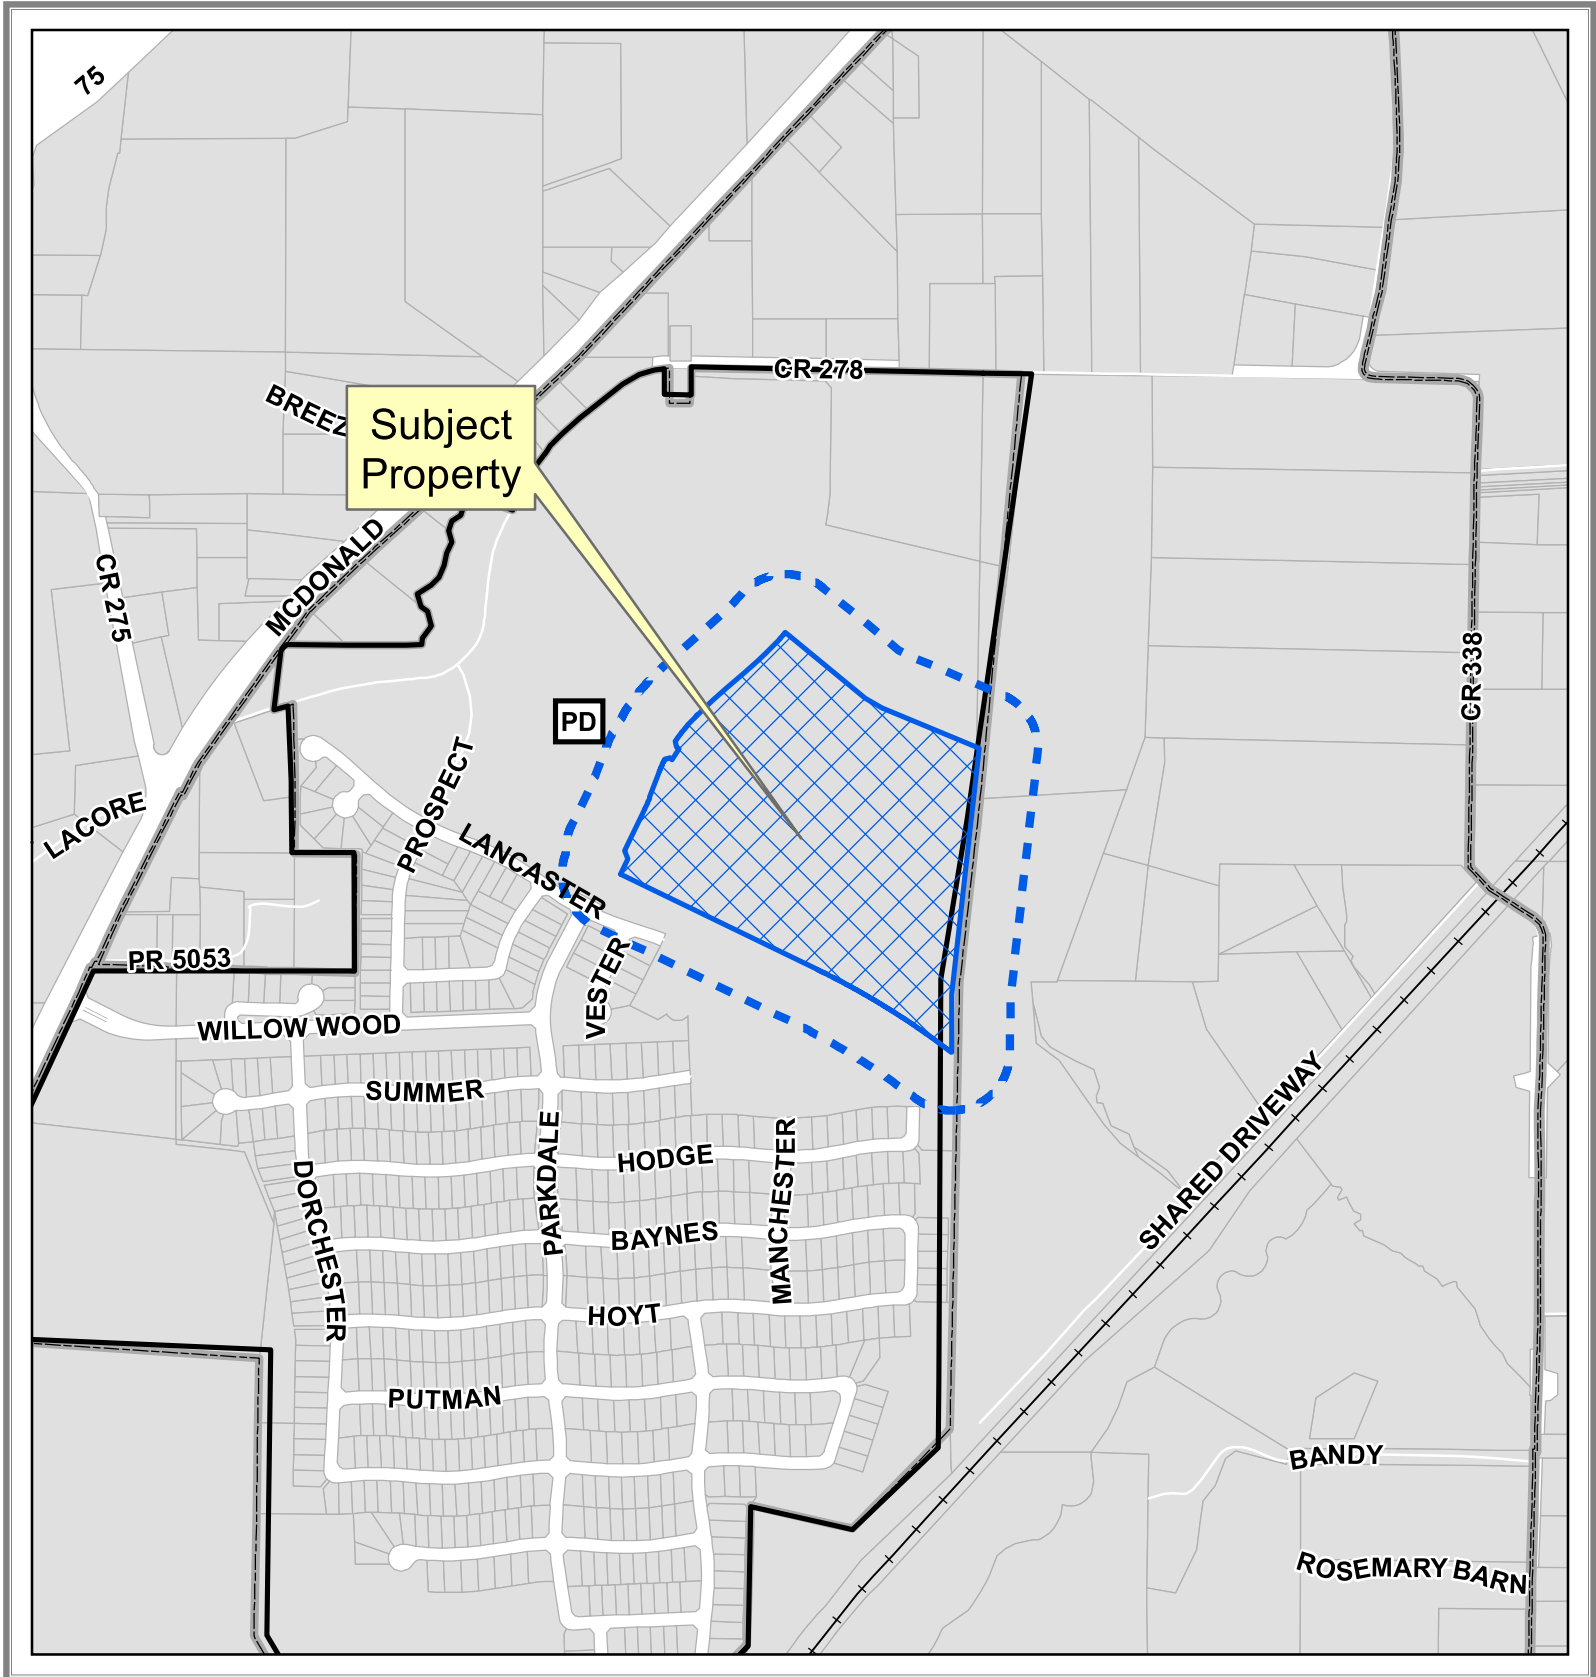 75
CR 278
BREEZ
Subject
Property
MCDONALD
CR 275
CR 338
PD
PROSPECT
LACORE
LANCASTER
PR 5053
VESTER
WILLOW WOOD
SUMMER
PARKDALE
HODGE
MANCHESTER
SHARED DRIVEWAY
DORCHESTER
BAYNES
HOYT
PUTMAN
BANDY
ROSEMARY BARN